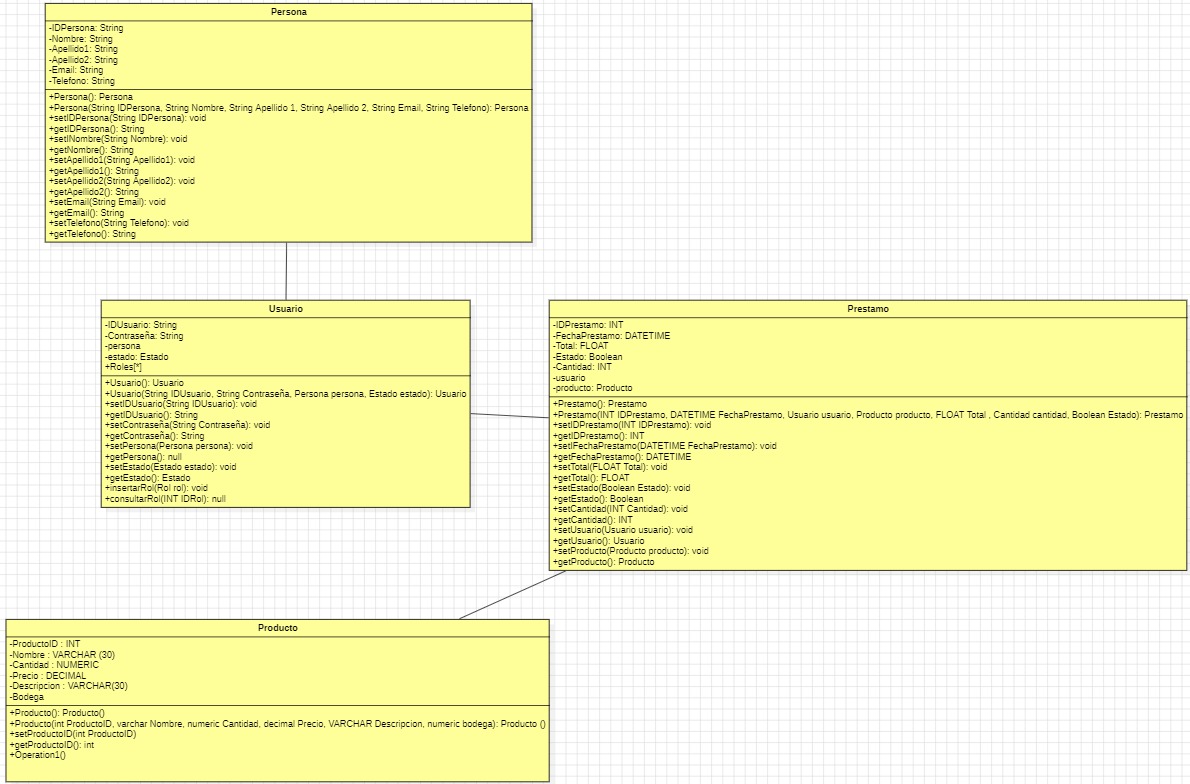 Persona
-IDPersona: String
-Nombre: String
-Apellido1: String
-Apellido2: String
-Email: String
-Telefono: String
+Persona(): Persona
+Persona(String IDPersona, String Nombre, String Apellido 1, String Apellido 2, String Email, String Telefono): Persona
+setIDPersona(String IDPersona): void
+getIDPersona(): String
+setlNombre(String Nombre): void
+getNombre(): String
+setApellido1(String Apellido1): void
+getApellido1(): String
+setApellido2(String Apellido2): void
+getApellido2(): String
+setEmail(String Email): void
+getEmail(): String
+setTelefono(String Telefono): void
+getTelefono(): String
Usuario
-IDUsuario: String
-Contraseña: String
-persona
-estado: Estado
+Roles[*]
+Usuario(): Usuario
+Usuario(String IDUsuario, String Contraseña, Persona persona, Estado estado): Usuario
+setIDUsuario(String IDUsuario): void
+getIDUsuario(): String
+setContraseña(String Contraseña): void
+getContraseña(): String
+setPersona(Persona persona): void
+getPersona(): null
+setEstado(Estado estado): void
+getEstado(): Estado
+insertarRol(Rol rol): void
+consultarRol(INT IDRol): null
Prestamo
-IDPrestamo: INT
-FechaPrestamo: DATETIME
-Total: FLOAT
-Estado: Boolean
-Cantidad: INT
-usuario
-producto: Producto
+Prestamo(): Prestamo
+Prestamo(INT IDPrestamo, DATETIME FechaPrestamo, Usuario usuario, Producto producto, FLOAT Total , Cantidad cantidad, Boolean Estado): Prestamo
+setIDPrestamo(INT IDPrestamo): void
+getIDPrestamo(): INT
+setlFechaPrestamo(DATETIME FechaPrestamo): void
+getFechaPrestamo(): DATETIME
+setTotal(FLOAT Total): void
+getTotal(): FLOAT
+setEstado(Boolean Estado): void
+getEstado(): Boolean
+setCantidad(INT Cantidad): void
+getCantidad(): INT
+setUsuario(Usuario usuario): void
+getUsuario(): Usuario
+setProducto(Producto producto): void
+getProducto(): Producto
Producto
-ProductoID : INT
-Nombre : VARCHAR (30)
-Cantidad : NUMERIC
-Precio : DECIMAL
-Descripcion : VARCHAR(30)
-Bodega
+Producto(): Producto()
+Producto(int ProductoID, varchar Nombre, numeric Cantidad, decimal Precio, VARCHAR Descripcion, numeric bodega): Producto ()
+setProductoID(int ProductoID)
+getProductoID(): int
+Operation1()